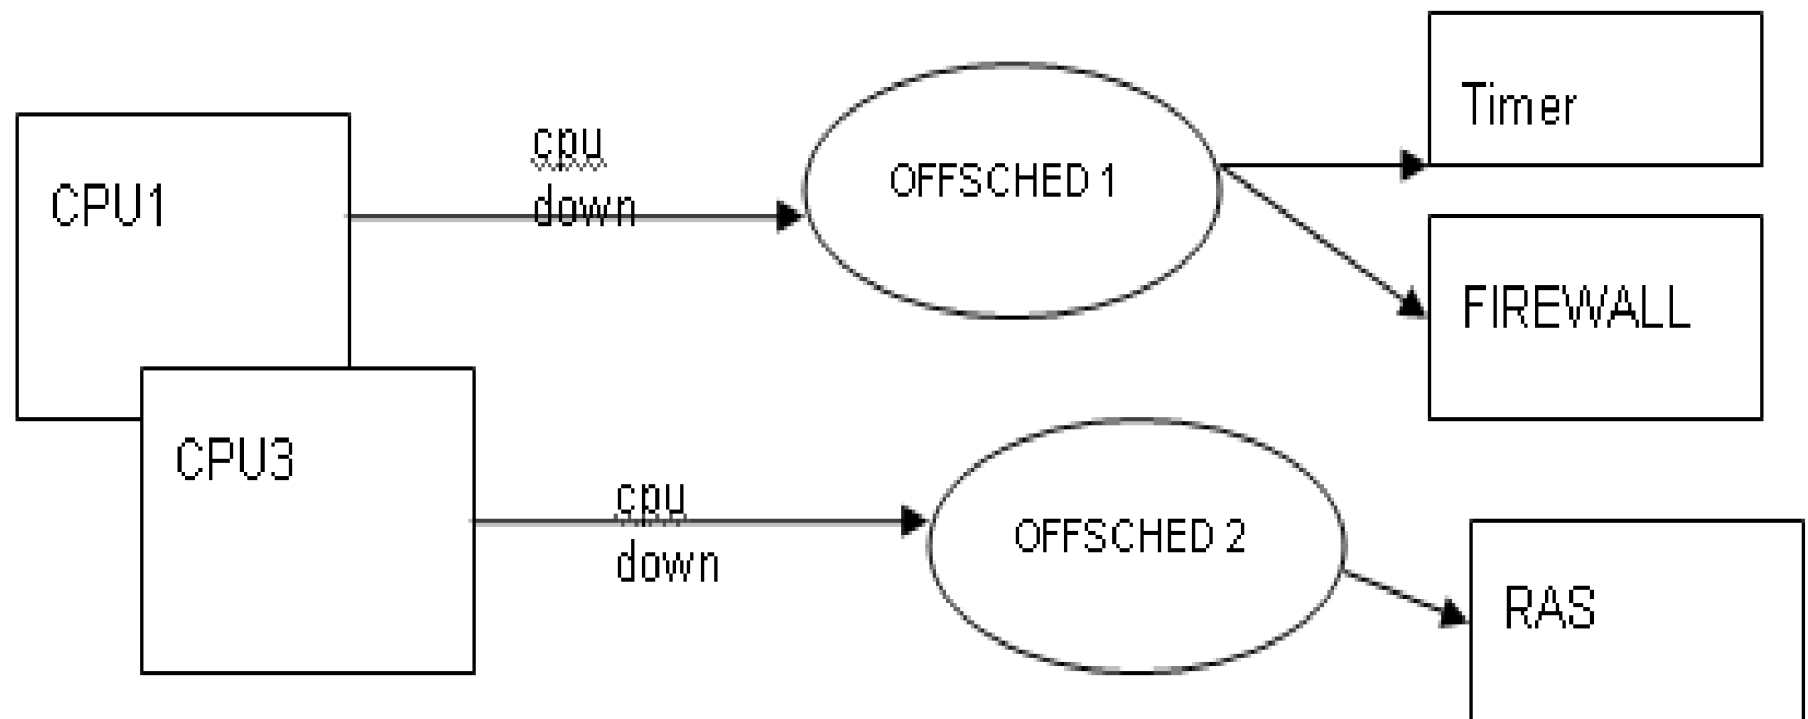 Timer
cpu
down
CPU1
OFFSCHED 1
FIREWALL
CPU3
cpu
down
OFFSCHED 2
RAS